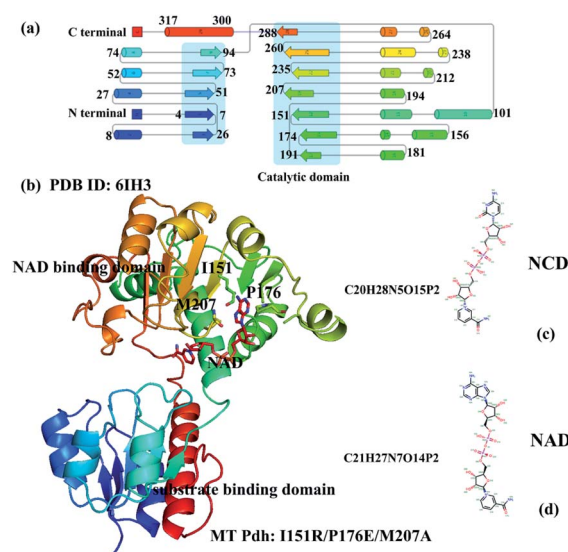 (a)
317 300
C terminal 288 264
74 94 260 238
52 73 235 212
27 51 207 194
N terminal 4 7 151 101
8 26 174 156
191 181
Catalytic domain
(b) PDB ID: 6IH3
NAD binding domain
I151
P176
M207
NAD
substrate binding domain
MT Pdh: I151R/P176E/M207A
C20H28N5O15P2
NCD
(c)
C21H27N7O14P2
NAD
(d)